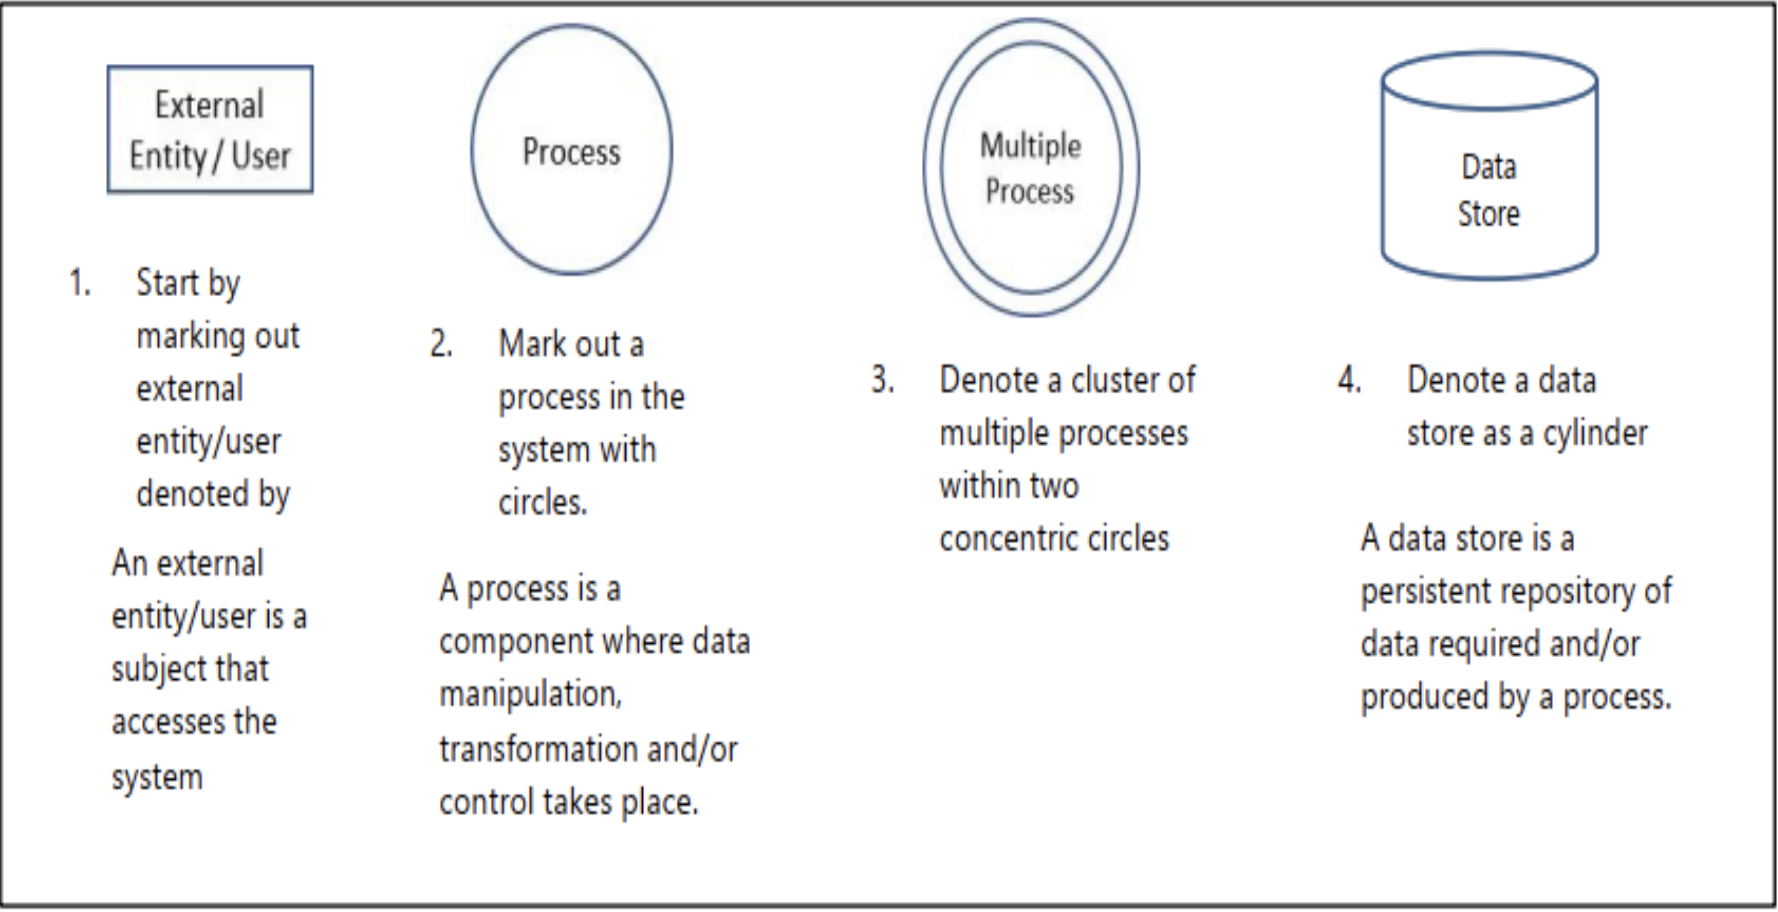 External
Entity / User
1. Start by
marking out
external
entity/user
denoted by
An external
entity/user is a
subject that
accesses the
system
Process
2. Mark out a
process in the
system with
circles.
A process is a
component where data
manipulation,
transformation and/or
control takes place.
Multiple
Process
3. Denote a cluster of
multiple processes
within two
concentric circles
Data
Store
4. Denote a data
store as a cylinder
A data store is a
persistent repository of
data required and/or
produced by a process.